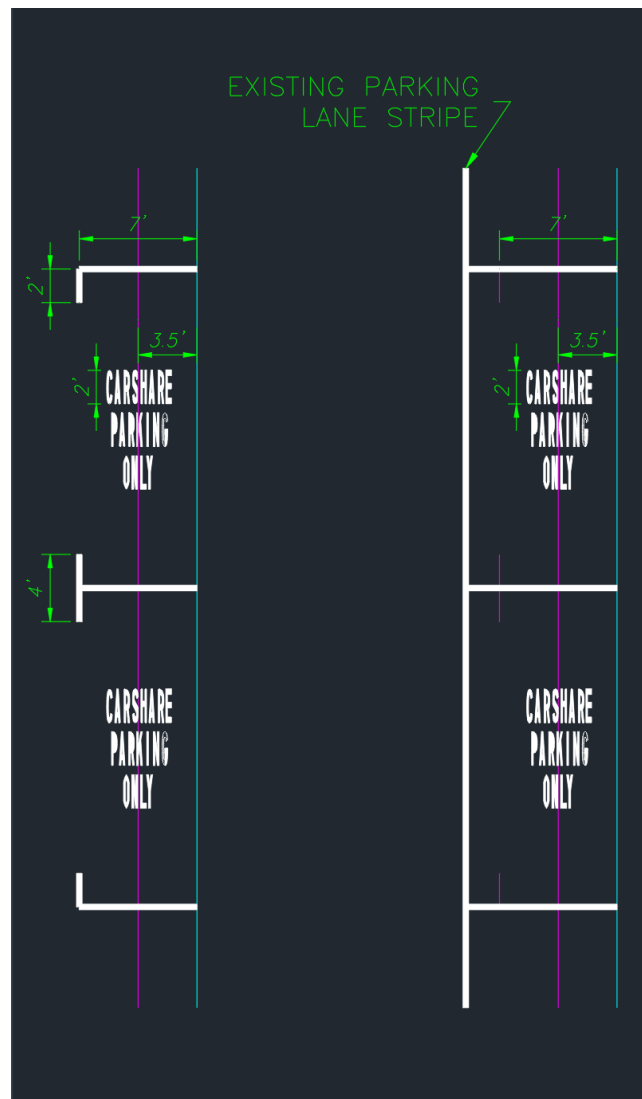 EXISTING PARKING
LANE STRIPE
7'
7'
2'
3.5'
3.5'
2'
CARSHARE
PARKING
ONLY
2'
CARSHARE
PARKING
ONLY
4'
CARSHARE
PARKING
ONLY
CARSHARE
PARKING
ONLY